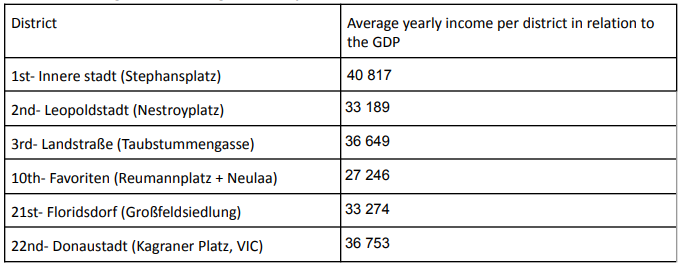 District
Average yearly income per district in relation to
the GDP
1st- Innere stadt (Stephansplatz)
40 817
2nd- Leopoldstadt (Nestroyplatz)
33 189
3rd- Landstraße (Taubstummengasse)
36 649
10th- Favoriten (Reumannplatz + Neulaa)
27 246
21st- Floridsdorf (Großfeldsiedlung)
33 274
22nd- Donaustadt (Kagraner Platz, VIC)
36 753